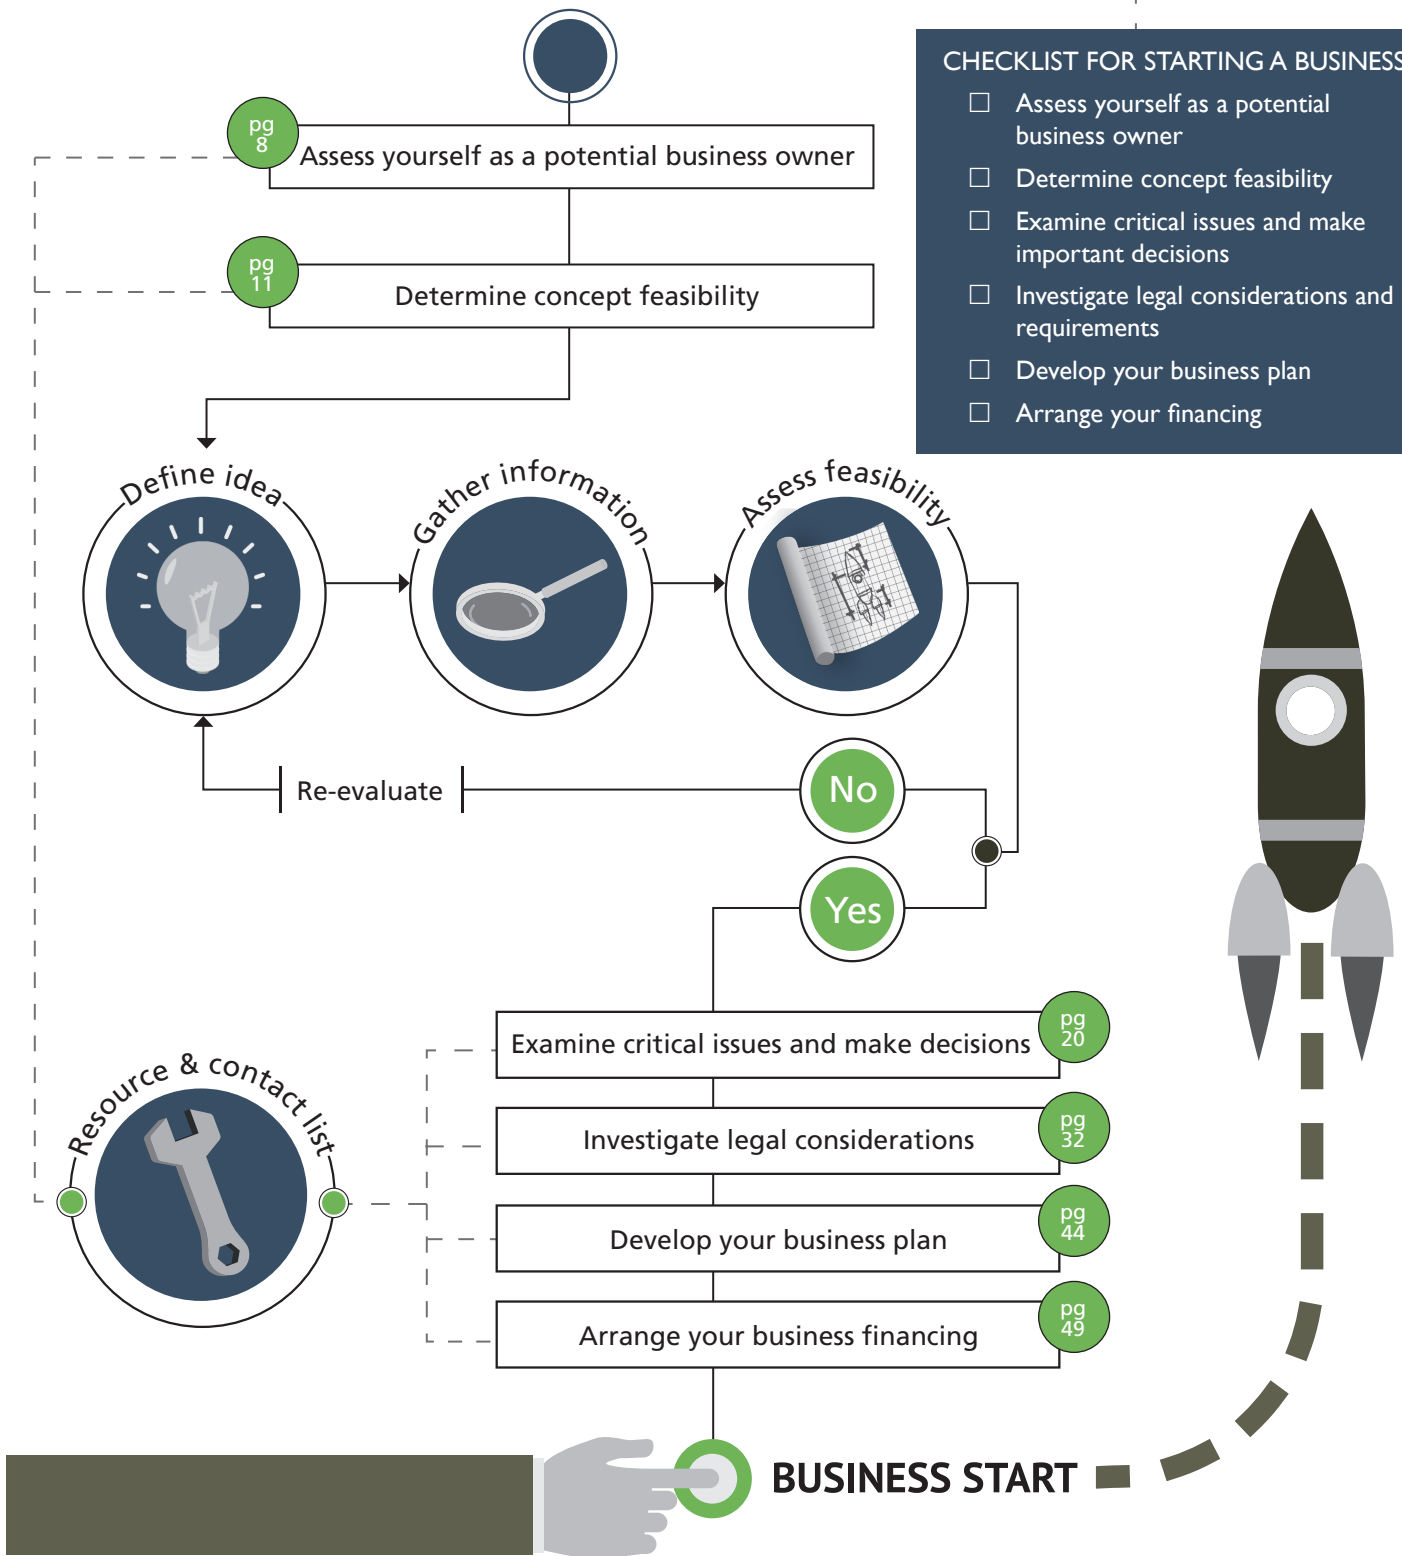 CHECKLIST FOR STARTING A BUSINESS
☐ Assess yourself as a potential
business owner
☐ Determine concept feasibility
☐ Examine critical issues and make
important decisions
☐ Investigate legal considerations and
requirements
☐ Develop your business plan
☐ Arrange your financing
pg
8
Assess yourself as a potential business owner
pg
11
Determine concept feasibility
Define idea
Gather information
Assess feasibility
No
Re-evaluate
Yes
Examine critical issues and make decisions
pg
20
Investigate legal considerations
pg
32
Resource & contact list
Develop your business plan
pg
44
Arrange your business financing
pg
49
BUSINESS START